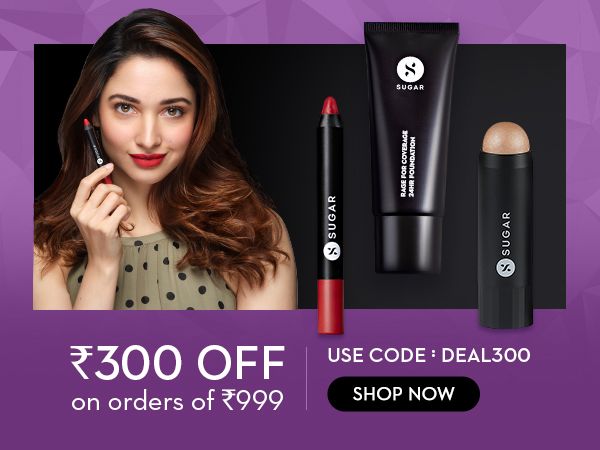 SUGAR
RAGE FOR COVERAGE
24HR FOUNDATION
SUGAR
SUGAR
₹300 OFF
on orders of ₹999
USE CODE : DEAL300
SHOP NOW